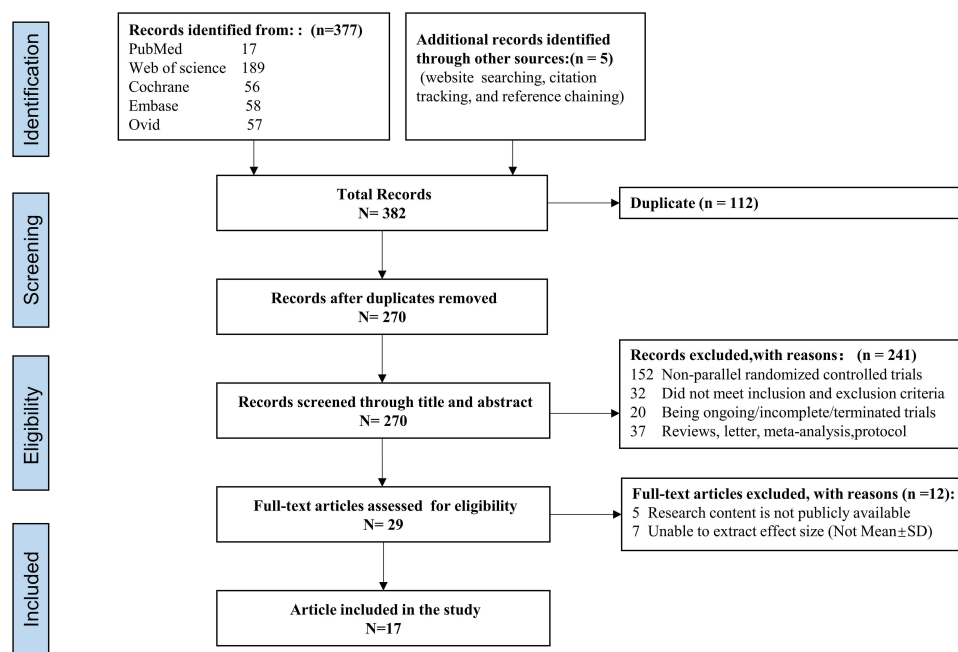 Identification
Records identified from: : (n=377)
PubMed 17
Web of science 189
Cochrane 56
Embase 58
Ovid 57
Additional records identified
through other sources:(n = 5)
(website searching, citation
tracking, and reference chaining)
Screening
Total Records
N= 382
Duplicate (n = 112)
Records after duplicates removed
N= 270
Eligibility
Records screened through title and abstract
N= 270
Records excluded,with reasons： (n = 241)
152 Non-parallel randomized controlled trials
32 Did not meet inclusion and exclusion criteria
20 Being ongoing/incomplete/terminated trials
37 Reviews, letter, meta-analysis,protocol
Full-text articles assessed for eligibility
N= 29
Full-text articles excluded, with reasons (n =12):
5 Research content is not publicly available
7 Unable to extract effect size (Not Mean±SD)
Included
Article included in the study
N=17